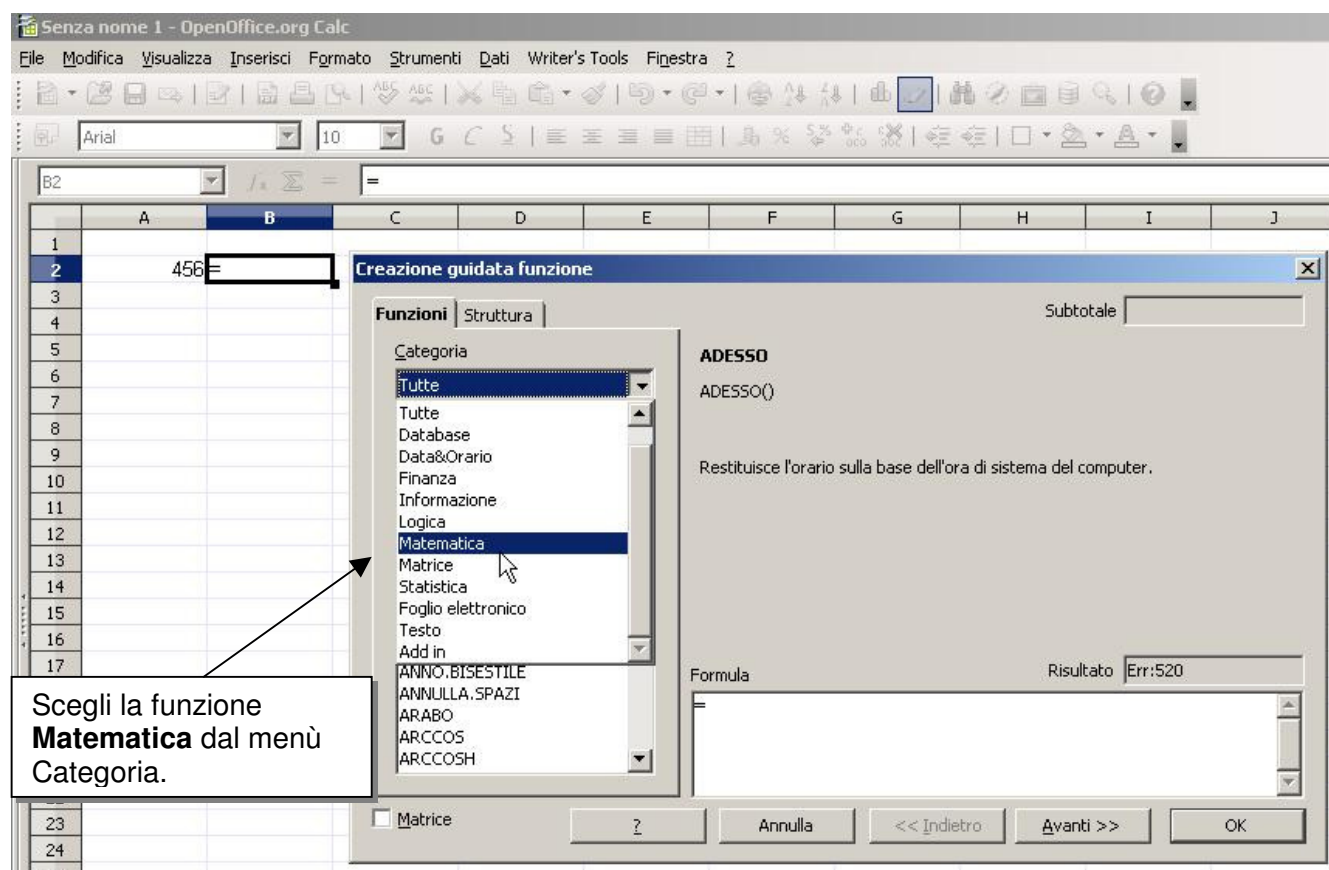 Senza nome 1 - OpenOffice.org Calc
File Modifica Visualizza Inserisci Formato Strumenti Dati Writer's Tools Finestra ?
Arial 10 G C S
B2 =
A B C D E F G H I J
1
2 456 =
3
4
5
6
7
8
9
10
11
12
13
14
15
16
17
23
24
Creazione guidata funzione
Funzioni Struttura
Subtotale
Categoria
Tutte
Tutte
Database
Data&Orario
Finanza
Informazione
Logica
Matematica
Matrice
Statistica
Foglio elettronico
Testo
Add in
ANNO.BISESTILE
ANNULLA.SPAZI
ARABO
ARCCOS
ARCCOSH
ADESSO
ADESSO()
Restituisce l'orario sulla base dell'ora di sistema del computer.
Formula
Risultato Err:520
=
Matrice
? Annulla << Indietro Avanti >> OK
Scegli la funzione
Matematica dal menù
Categoria.